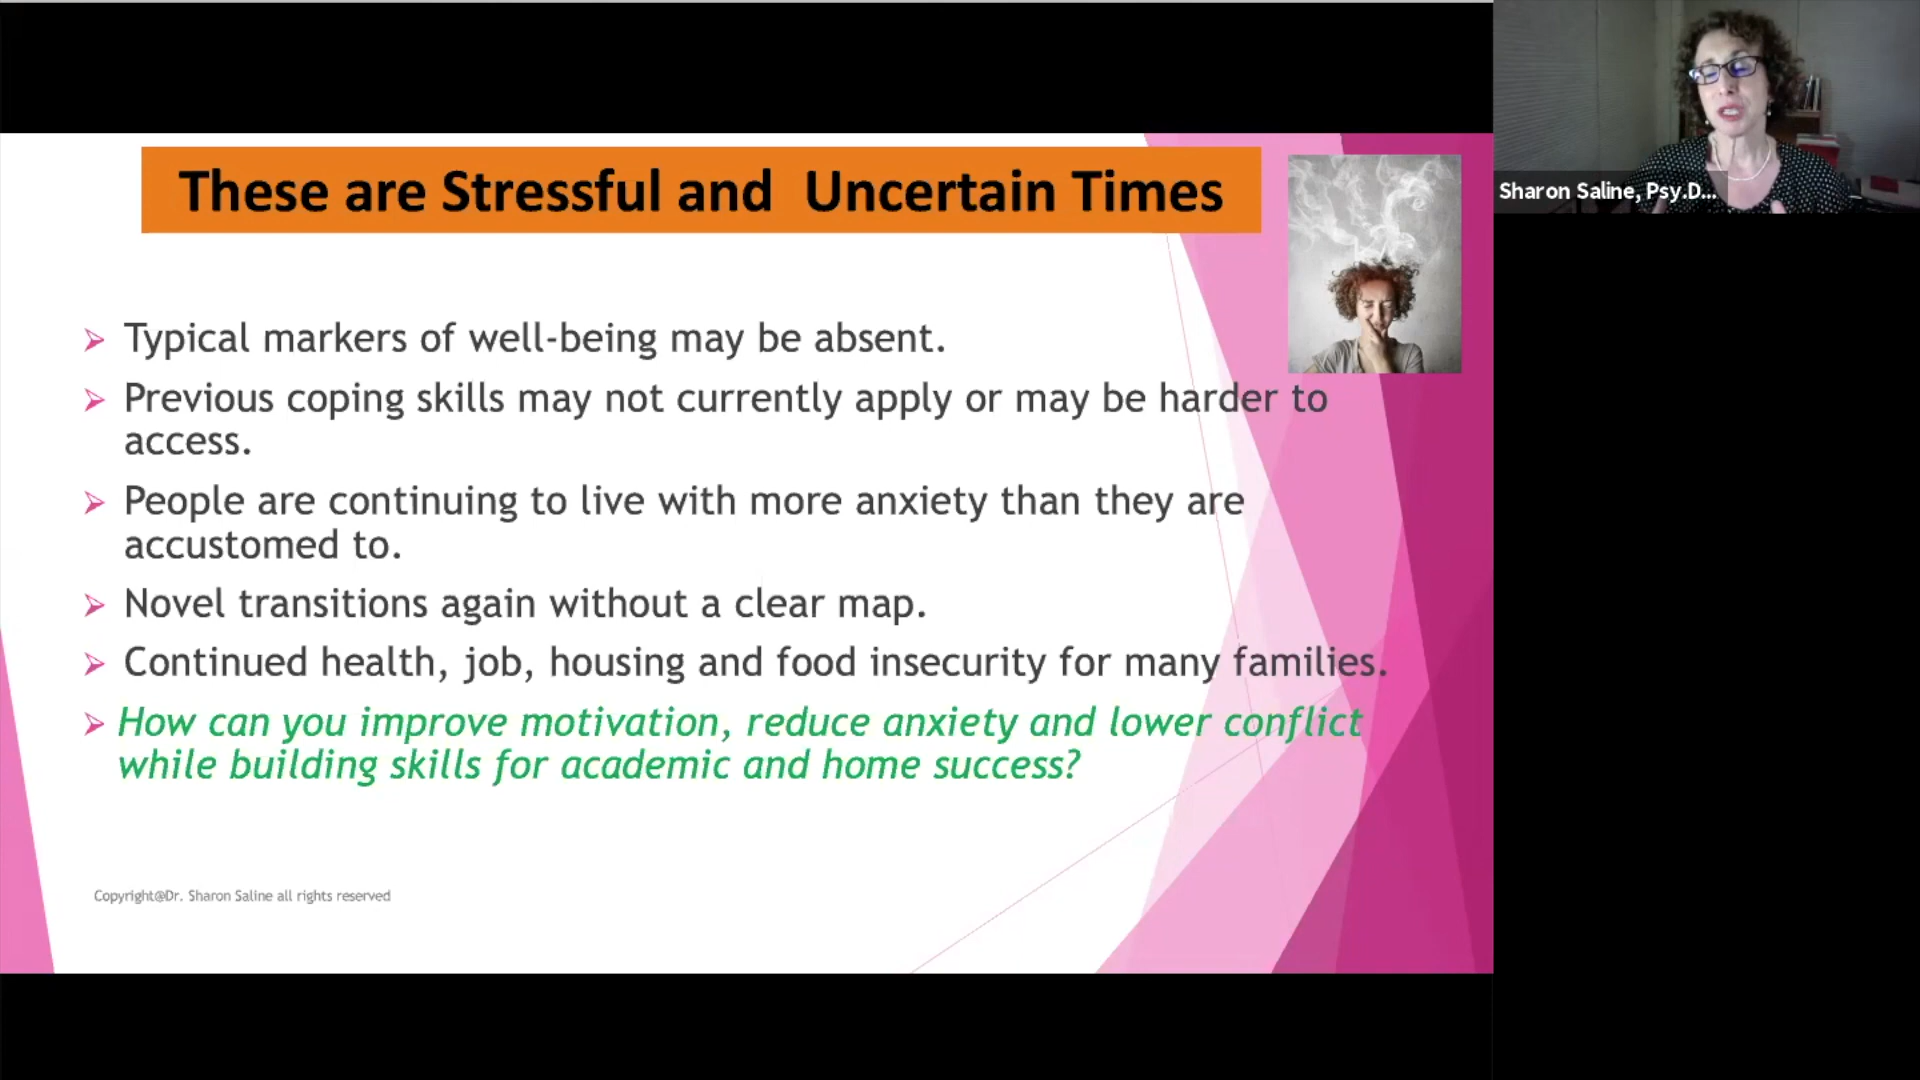 These are Stressful and  Uncertain Times
Sharon Saline, Psy.D...
Typical markers of well-being may be absent.
Previous coping skills may not currently apply or may be harder to
access.
People are continuing to live with more anxiety than they are
accustomed to.
Novel transitions again without a clear map.
Continued health, job, housing and food insecurity for many families.
How can you improve motivation, reduce anxiety and lower conflict
while building skills for academic and home success?
Copyright@Dr. Sharon Saline all rights reserved